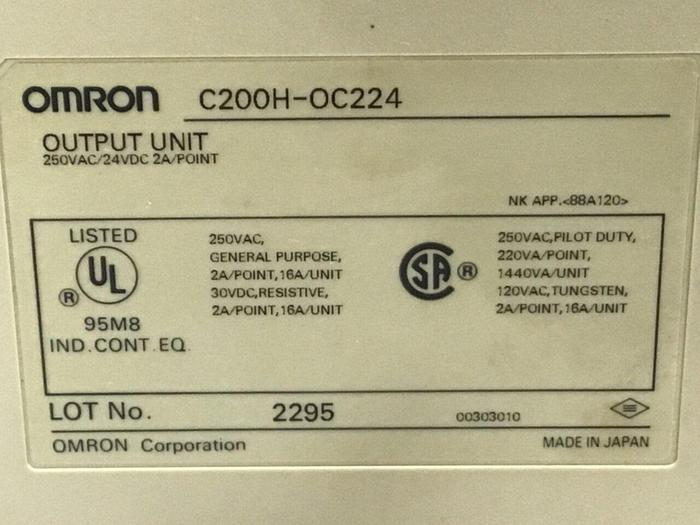 OMRON C200H-OC224
OUTPUT UNIT
250VAC/24VDC 2A/POINT
NK APP.<88A120>
LISTED
UL
®
95M8
IND.CONT.EQ.
250VAC,
GENERAL PURPOSE,
2A/POINT,16A/UNIT
30VDC,RESISTIVE,
2A/POINT,16A/UNIT
SA ®
250VAC,PILOT DUTY,
220VA/POINT,
1440VA/UNIT
120VAC,TUNGSTEN,
2A/POINT,16A/UNIT
LOT No. 2295 00303010
OMRON Corporation MADE IN JAPAN